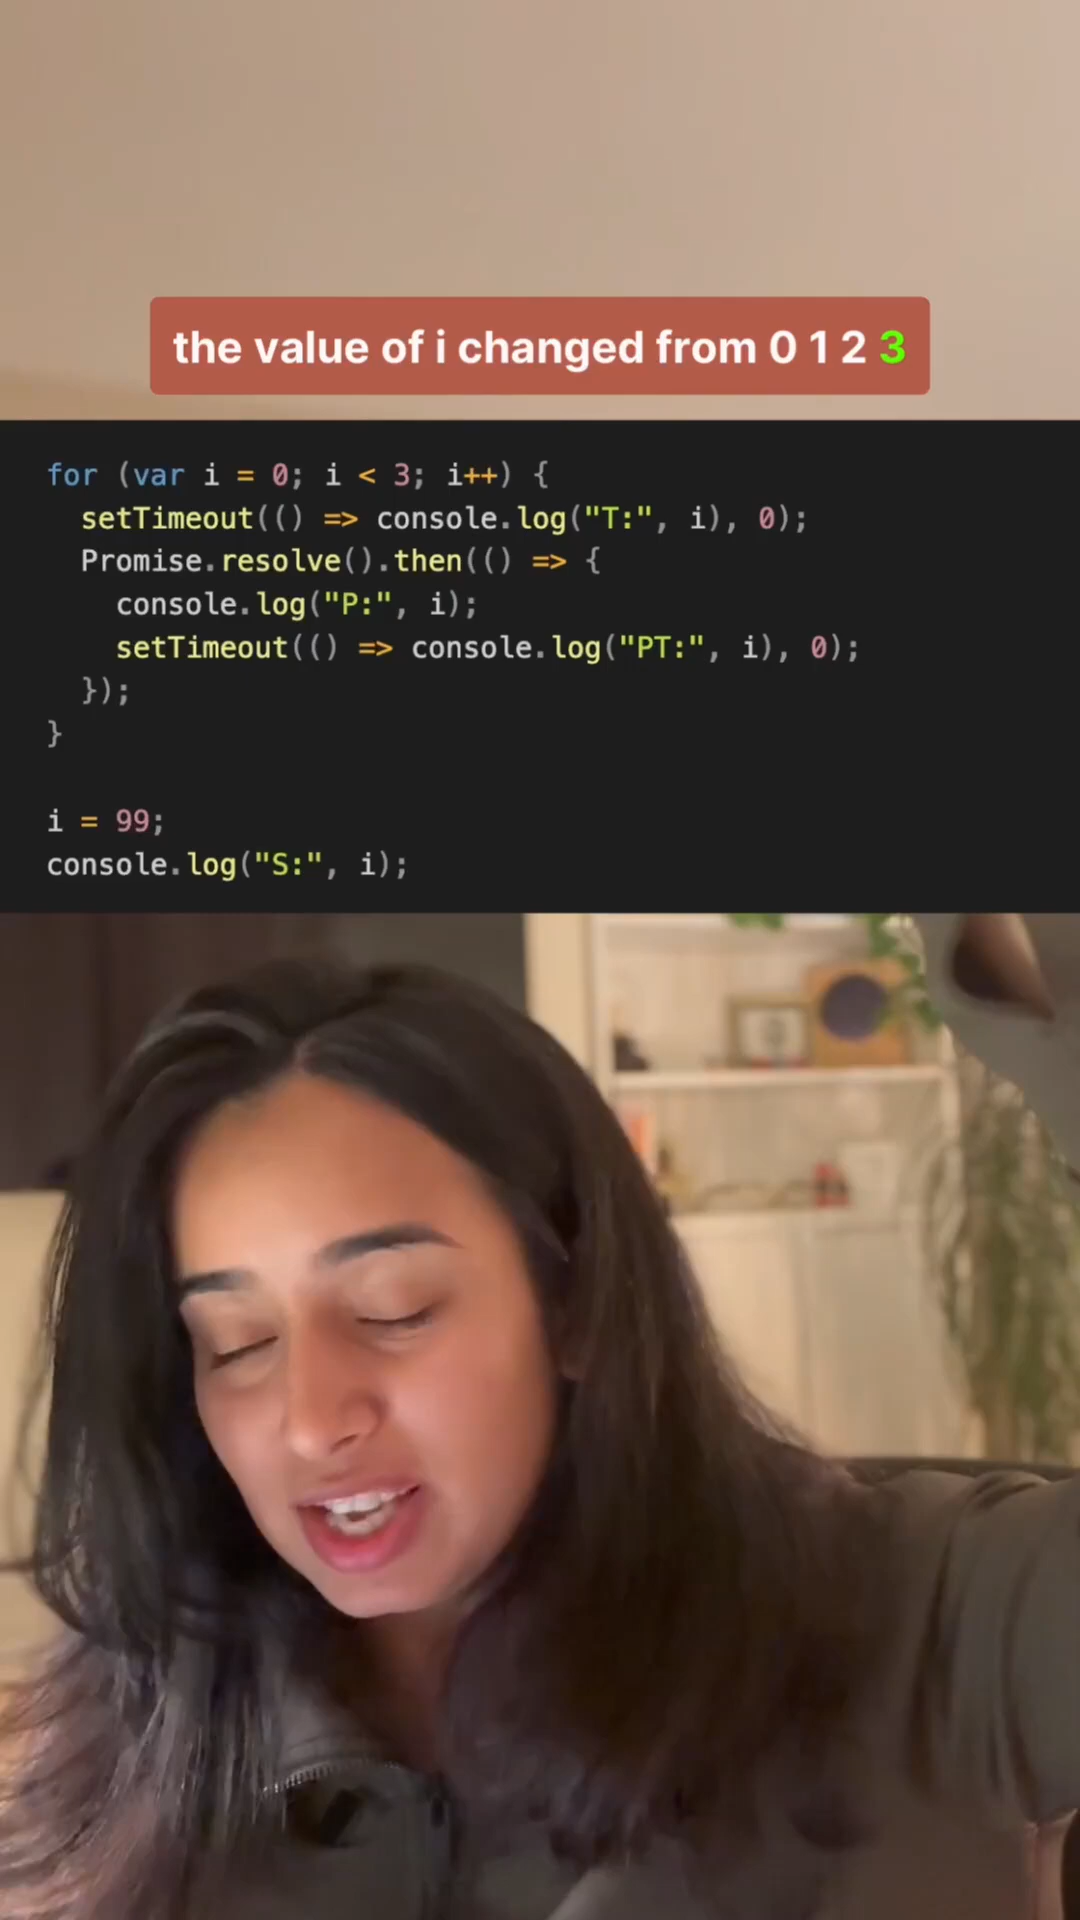 the value of i changed from 0 1 2 3
for (var i = 0; i < 3; i++) {
  setTimeout(() => console.log("T:", i), 0);
  Promise.resolve().then(() => {
    console.log("P:", i);
    setTimeout(() => console.log("PT:", i), 0);
  });
}
i = 99;
console.log("S:", i);